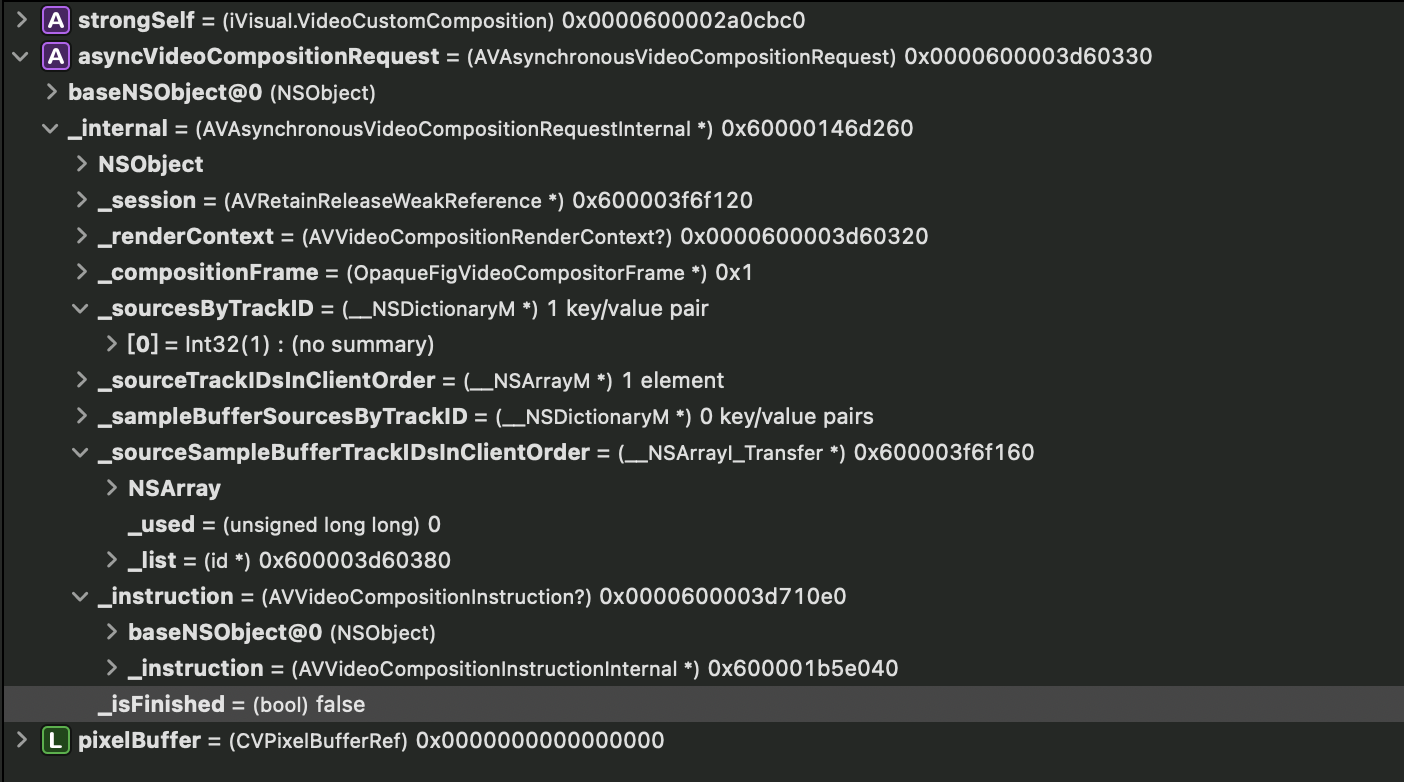 A strongSelf = (iVisual.VideoCustomComposition) 0x0000600002a0cbc0
A asyncVideoCompositionRequest = (AVAsynchronousVideoCompositionRequest) 0x0000600003d60330
baseNSObject@0 (NSObject)
_internal = (AVAsynchronousVideoCompositionRequestInternal *) 0x60000146d260
NSObject
_session = (AVRetainReleaseWeakReference *) 0x600003f6f120
_renderContext = (AVVideoCompositionRenderContext?) 0x0000600003d60320
_compositionFrame = (OpaqueFigVideoCompositorFrame *) 0x1
_sourcesByTrackID = (__NSDictionaryM *) 1 key/value pair
[0] = Int32(1) : (no summary)
_sourceTrackIDsInClientOrder = (__NSArrayM *) 1 element
_sampleBufferSourcesByTrackID = (__NSDictionaryM *) 0 key/value pairs
_sourceSampleBufferTrackIDsInClientOrder = (__NSArrayI_Transfer *) 0x600003f6f160
NSArray
_used = (unsigned long long) 0
_list = (id *) 0x600003d60380
_instruction = (AVVideoCompositionInstruction?) 0x0000600003d710e0
baseNSObject@0 (NSObject)
_instruction = (AVVideoCompositionInstructionInternal *) 0x600001b5e040
_isFinished = (bool) false
L pixelBuffer = (CVPixelBufferRef) 0x0000000000000000